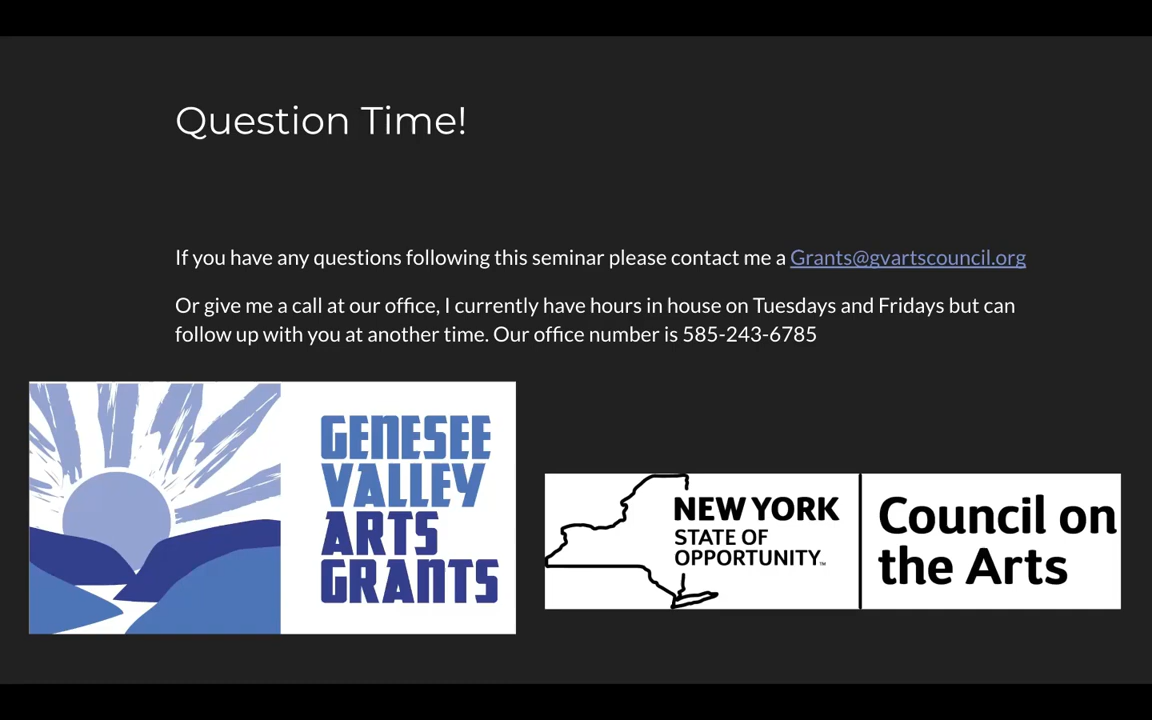 Question Time!
If you have any questions following this seminar please contact me a Grants@gvartscouncil.org
Or give me a call at our office, I currently have hours in house on Tuesdays and Fridays but can
follow up with you at another time. Our office number is 585-243-6785
GENESEE
VALLEY
ARTS
GRANTS
NEW YORK
STATE OF
OPPORTUNITY™
Council on
the Arts